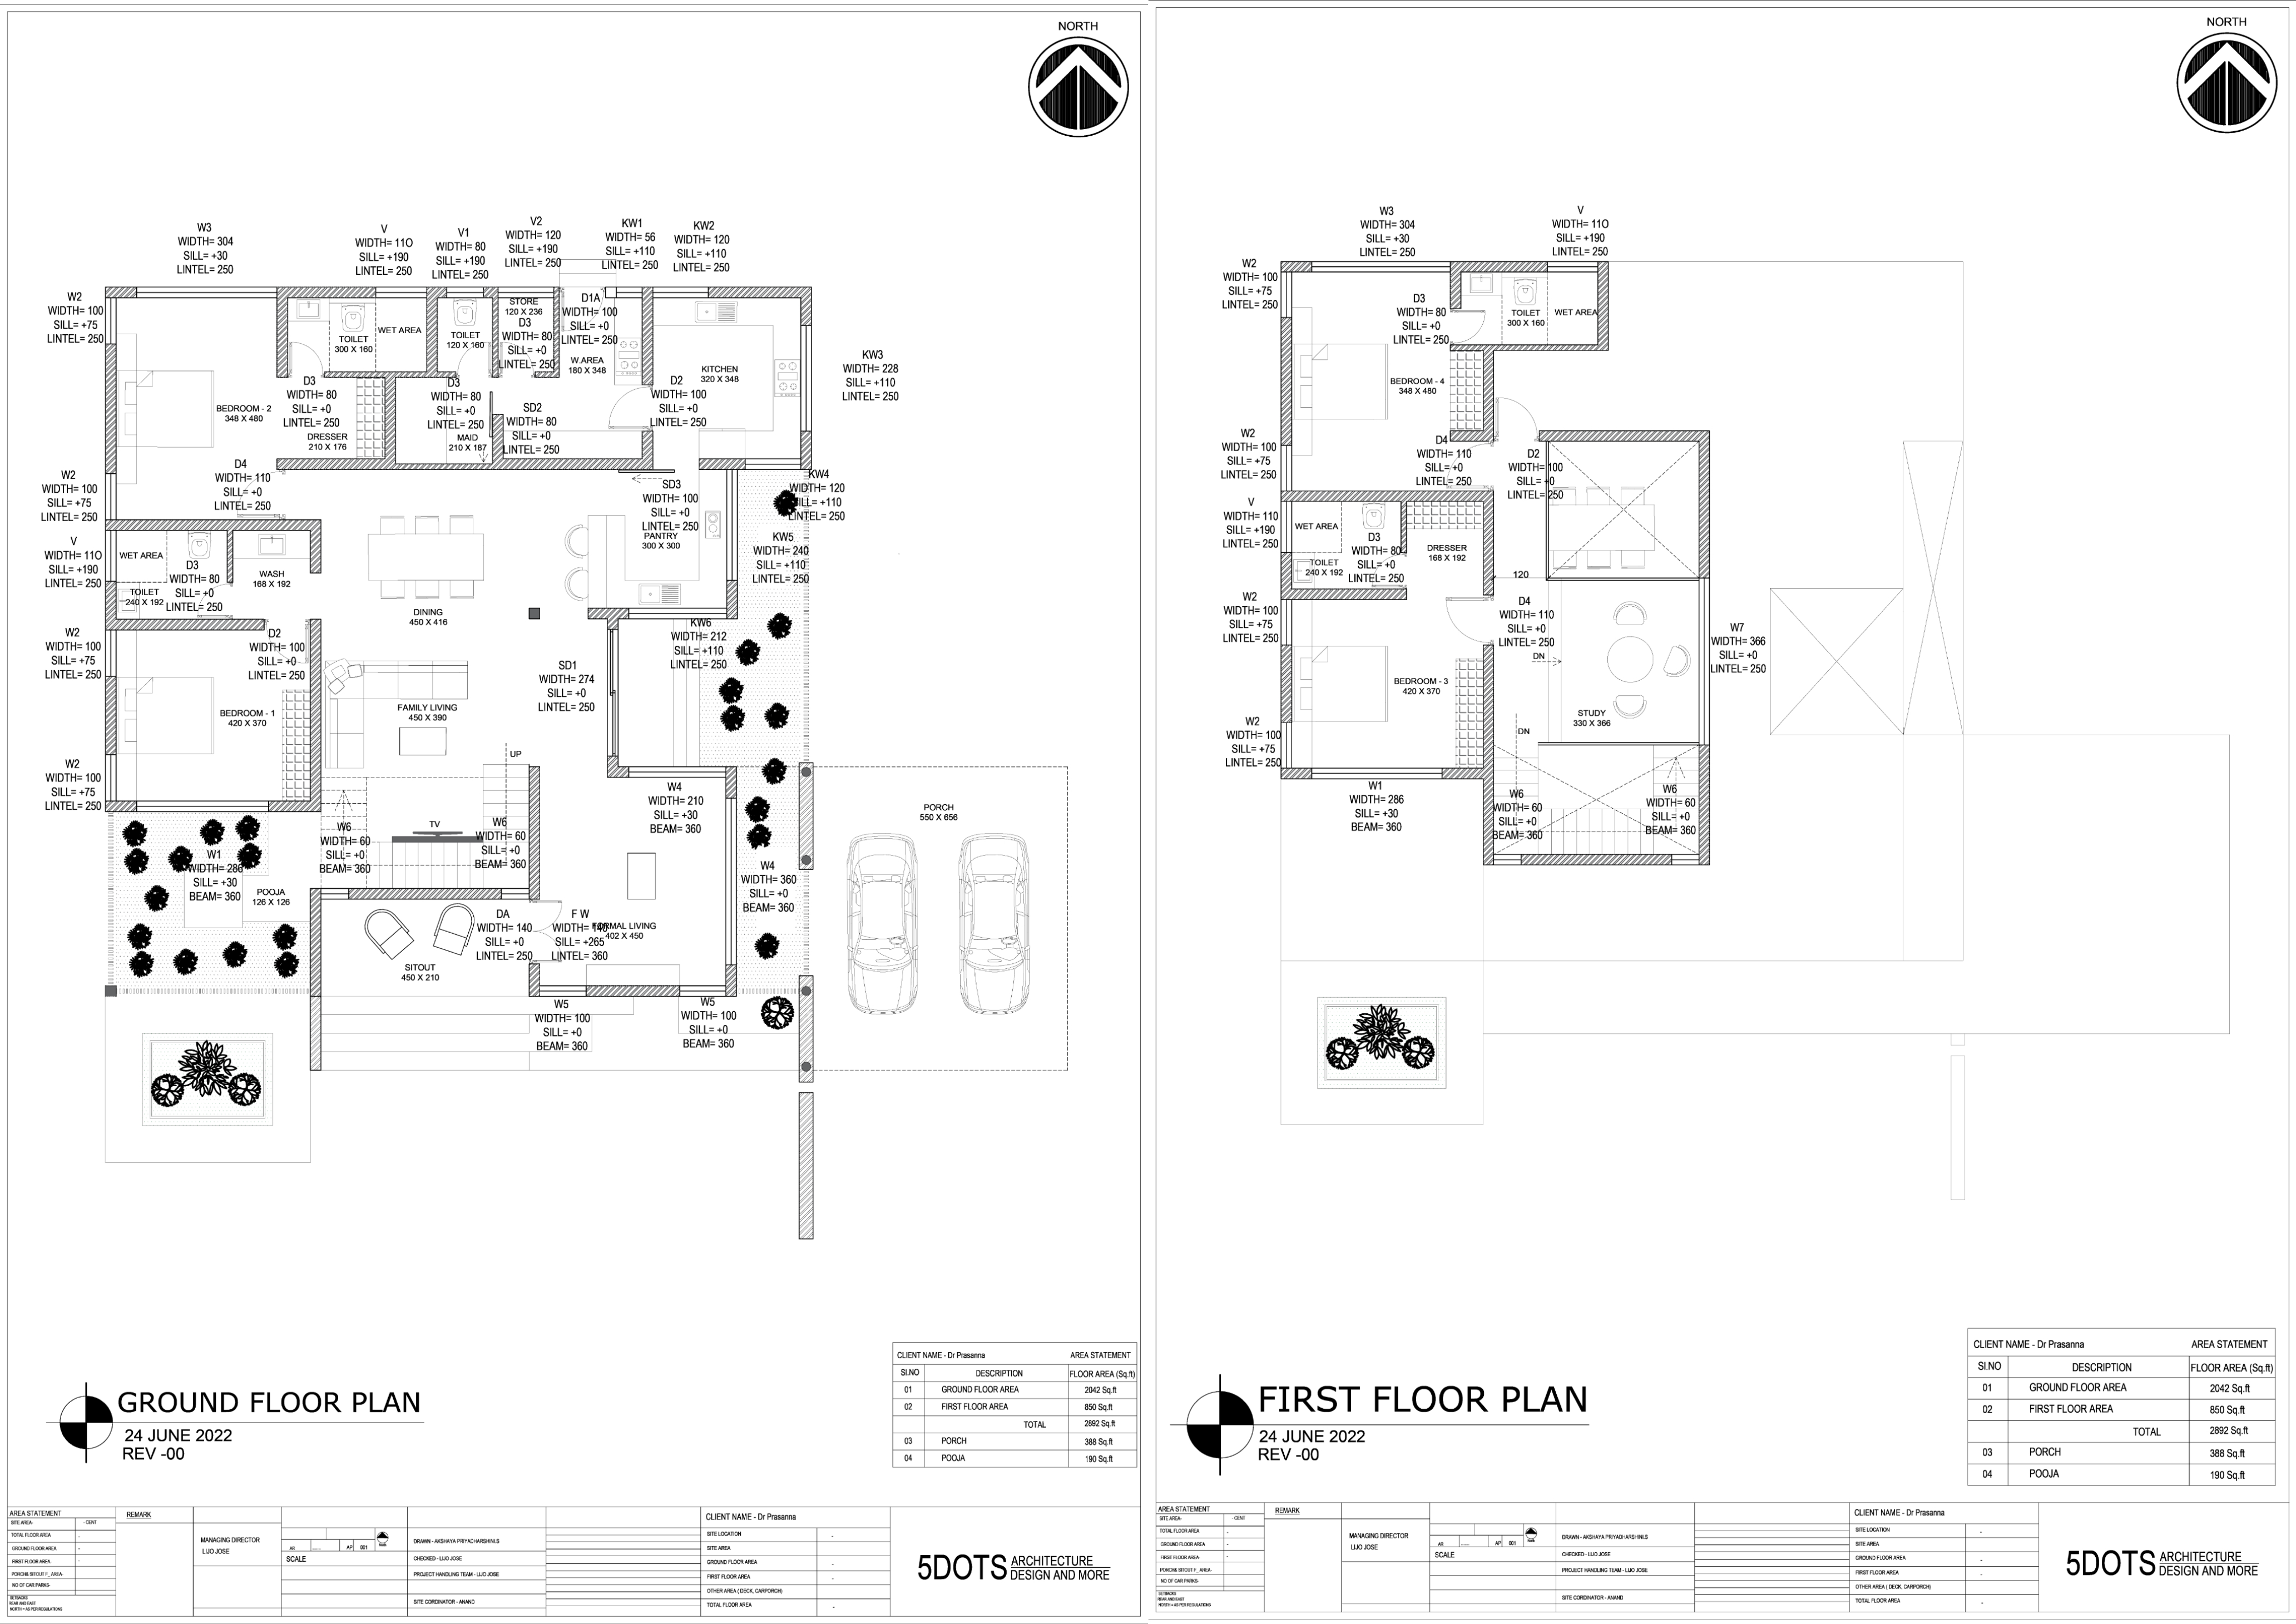 NORTH
W3
WIDTH= 304
SILL= +30
LINTEL= 250
V
WIDTH= 11O
SILL= +190
LINTEL= 250
V1
WIDTH= 80
SILL= +190
LINTEL= 250
V2
WIDTH= 120
SILL= +190
LINTEL= 250
KW1
WIDTH= 56
SILL= +110
LINTEL= 250
KW2
WIDTH= 120
SILL= +110
LINTEL= 250
W2
WIDTH= 100
SILL= +75
LINTEL= 250
TOILET
300 X 160
WET AREA
TOILET
120 X 160
STORE
120 X 236
D3
WIDTH= 80
SILL= +0
LINTEL= 250
D1A
WIDTH= 100
SILL= +0
LINTEL= 250
W.AREA
180 X 348
KITCHEN
320 X 348
KW3
WIDTH= 228
SILL= +110
LINTEL= 250
BEDROOM - 2
348 X 480
D3
WIDTH= 80
SILL= +0
LINTEL= 250
DRESSER
210 X 176
D3
WIDTH= 80
SILL= +0
LINTEL= 250
MAID
210 X 187
SD2
WIDTH= 80
SILL= +0
LINTEL= 250
D2
WIDTH= 100
SILL= +0
LINTEL= 250
W2
WIDTH= 100
SILL= +75
LINTEL= 250
D4
WIDTH= 110
SILL= +0
LINTEL= 250
SD3
WIDTH= 100
SILL= +0
LINTEL= 250
PANTRY
300 X 300
KW4
WIDTH= 120
SILL= +110
LINTEL= 250
KW5
WIDTH= 240
SILL= +110
LINTEL= 250
V
WIDTH= 11O
SILL= +190
LINTEL= 250
WET AREA
D3
WIDTH= 80
SILL= +0
LINTEL= 250
TOILET
240 X 192
WASH
168 X 192
DINING
450 X 416
KW6
WIDTH= 212
SILL= +110
LINTEL= 250
W2
WIDTH= 100
SILL= +75
LINTEL= 250
D2
WIDTH= 100
SILL= +0
LINTEL= 250
BEDROOM - 1
420 X 370
FAMILY LIVING
450 X 390
SD1
WIDTH= 274
SILL= +0
LINTEL= 250
UP
W2
WIDTH= 100
SILL= +75
LINTEL= 250
W4
WIDTH= 210
SILL= +30
BEAM= 360
PORCH
550 X 656
W1
WIDTH= 286
SILL= +30
BEAM= 360
POOJA
126 X 126
W6
WIDTH= 60
SILL= +0
BEAM= 360
TV
W6
WIDTH= 60
SILL= +0
BEAM= 360
W4
WIDTH= 360
SILL= +0
BEAM= 360
DA
WIDTH= 140
SILL= +0
LINTEL= 250
F W
WIDTH= 140
SILL= +265
LINTEL= 360
FORMAL LIVING
402 X 450
SITOUT
450 X 210
W5
WIDTH= 100
SILL= +0
BEAM= 360
W5
WIDTH= 100
SILL= +0
BEAM= 360
CLIENT NAME - Dr Prasanna AREA STATEMENT
SI.NO DESCRIPTION FLOOR AREA (Sq.ft)
01 GROUND FLOOR AREA 2042 Sq.ft
02 FIRST FLOOR AREA 850 Sq.ft
TOTAL 2892 Sq.ft
03 PORCH 388 Sq.ft
04 POOJA 190 Sq.ft
GROUND FLOOR PLAN
24 JUNE 2022
REV -00
AREA STATEMENT
SITE AREA- - CENT
TOTAL FLOOR AREA -
GROUND FLOOR AREA -
FIRST FLOOR AREA- -
PORCH& SITOUT F_ AREA-
NO OF CAR PARKS-
SETBACKS
REAR AND EAST
NORTH = AS PER REGULATIONS
REMARK
MANAGING DIRECTOR
LIJO JOSE
AR AP 001
SCALE
DRAWN - AKSHAYA PRIYADHARSHINI.S
CHECKED - LIJO JOSE
PROJECT HANDLING TEAM - LIJO JOSE
SITE CORDINATOR - ANAND
CLIENT NAME - Dr Prasanna
SITE LOCATION -
SITE AREA
GROUND FLOOR AREA -
FIRST FLOOR AREA -
OTHER AREA ( DECK, CARPORCH)
TOTAL FLOOR AREA -
5DOTS ARCHITECTURE
DESIGN AND MORE
NORTH
W3
WIDTH= 304
SILL= +30
LINTEL= 250
V
WIDTH= 11O
SILL= +190
LINTEL= 250
W2
WIDTH= 100
SILL= +75
LINTEL= 250
D3
WIDTH= 80
SILL= +0
LINTEL= 250
TOILET
300 X 160
WET AREA
BEDROOM - 4
348 X 480
W2
WIDTH= 100
SILL= +75
LINTEL= 250
D4
WIDTH= 110
SILL= +0
LINTEL= 250
D2
WIDTH= 100
SILL= +0
LINTEL= 250
V
WIDTH= 110
SILL= +190
LINTEL= 250
WET AREA
D3
WIDTH= 80
SILL= +0
LINTEL= 250
TOILET
240 X 192
DRESSER
168 X 192
120
W2
WIDTH= 100
SILL= +75
LINTEL= 250
D4
WIDTH= 110
SILL= +0
LINTEL= 250
DN
W7
WIDTH= 366
SILL= +0
LINTEL= 250
BEDROOM - 3
420 X 370
STUDY
330 X 366
DN
W2
WIDTH= 100
SILL= +75
LINTEL= 250
W1
WIDTH= 286
SILL= +30
BEAM= 360
W6
WIDTH= 60
SILL= +0
BEAM= 360
W6
WIDTH= 60
SILL= +0
BEAM= 360
CLIENT NAME - Dr Prasanna AREA STATEMENT
SI.NO DESCRIPTION FLOOR AREA (Sq.ft)
01 GROUND FLOOR AREA 2042 Sq.ft
02 FIRST FLOOR AREA 850 Sq.ft
TOTAL 2892 Sq.ft
03 PORCH 388 Sq.ft
04 POOJA 190 Sq.ft
FIRST FLOOR PLAN
24 JUNE 2022
REV -00
AREA STATEMENT
SITE AREA- - CENT
TOTAL FLOOR AREA -
GROUND FLOOR AREA -
FIRST FLOOR AREA- -
PORCH& SITOUT F_ AREA-
NO OF CAR PARKS-
SETBACKS
REAR AND EAST
NORTH = AS PER REGULATIONS
REMARK
MANAGING DIRECTOR
LIJO JOSE
AR AP 001
SCALE
DRAWN - AKSHAYA PRIYADHARSHINI.S
CHECKED - LIJO JOSE
PROJECT HANDLING TEAM - LIJO JOSE
SITE CORDINATOR - ANAND
CLIENT NAME - Dr Prasanna
SITE LOCATION -
SITE AREA
GROUND FLOOR AREA -
FIRST FLOOR AREA -
OTHER AREA ( DECK, CARPORCH)
TOTAL FLOOR AREA -
5DOTS ARCHITECTURE
DESIGN AND MORE